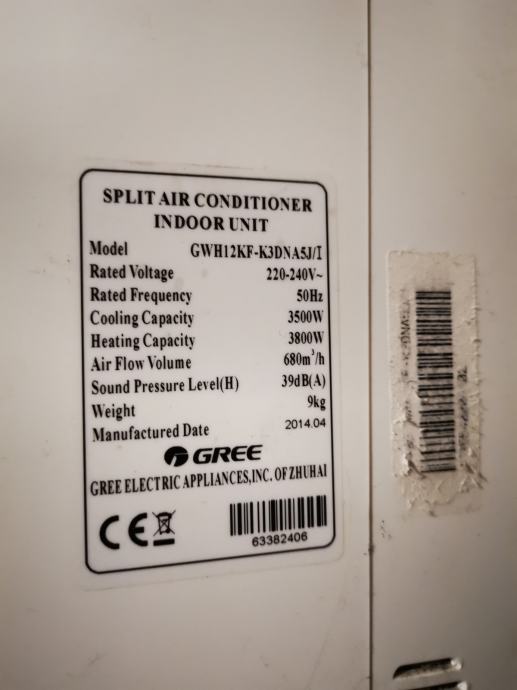 SPLIT AIR CONDITIONER
INDOOR UNIT
Model GWH12KF-K3DNA5J/I
Rated Voltage 220-240V~
Rated Frequency 50Hz
Cooling Capacity 3500W
Heating Capacity 3800W
Air Flow Volume 680m³/h
Sound Pressure Level(H) 39dB(A)
Weight 9kg
Manufactured Date 2014.04
GREE
GREE ELECTRIC APPLIANCES,INC. OF ZHUHAI
CE
63382406